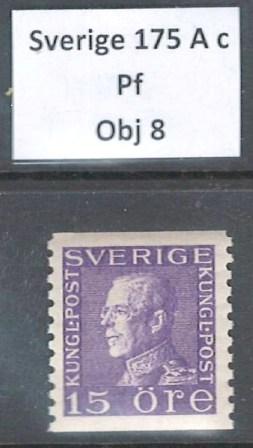 Sverige 175 A c
Pf
Obj 8
SVERIGE
KUNGL-POST
KUNGL-POST
15 ÖRE